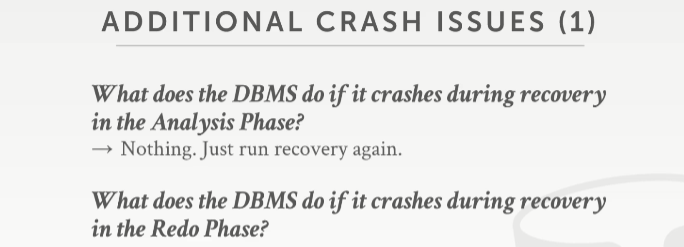 ADDITIONAL CRASH ISSUES (1)
What does the DBMS do if it crashes during recovery
in the Analysis Phase?
→ Nothing. Just run recovery again.
What does the DBMS do if it crashes during recovery
in the Redo Phase?